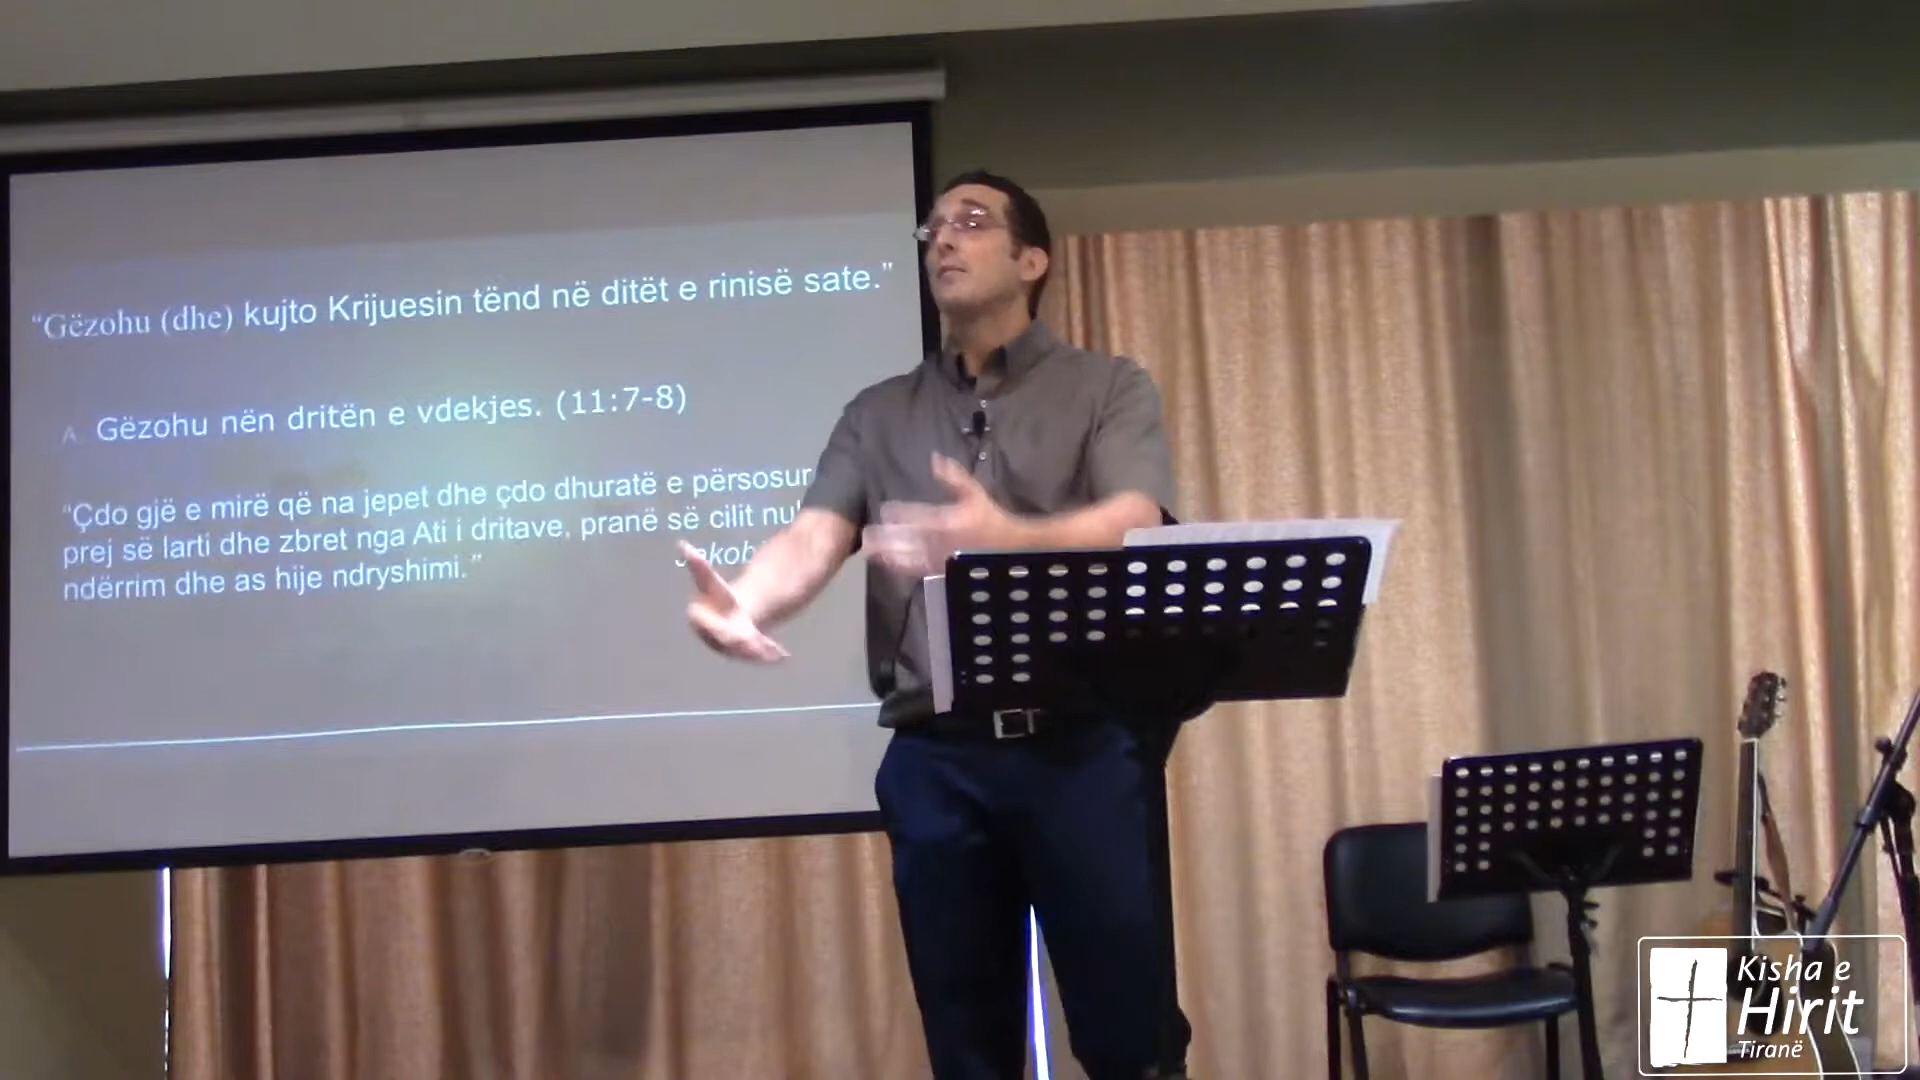 “Gëzohu (dhe) kujto Krijuesin tënd në ditët e rinisë sate.”
A. Gëzohu nën dritën e vdekjes. (11:7-8)
“Çdo gjë e mirë që na jepet dhe çdo dhuratë e përsosur
prej së larti dhe zbret nga Ati i dritave, pranë së cilit
ndërrim dhe as hije ndryshimi.”
Kisha e
Hirit
Tiranë